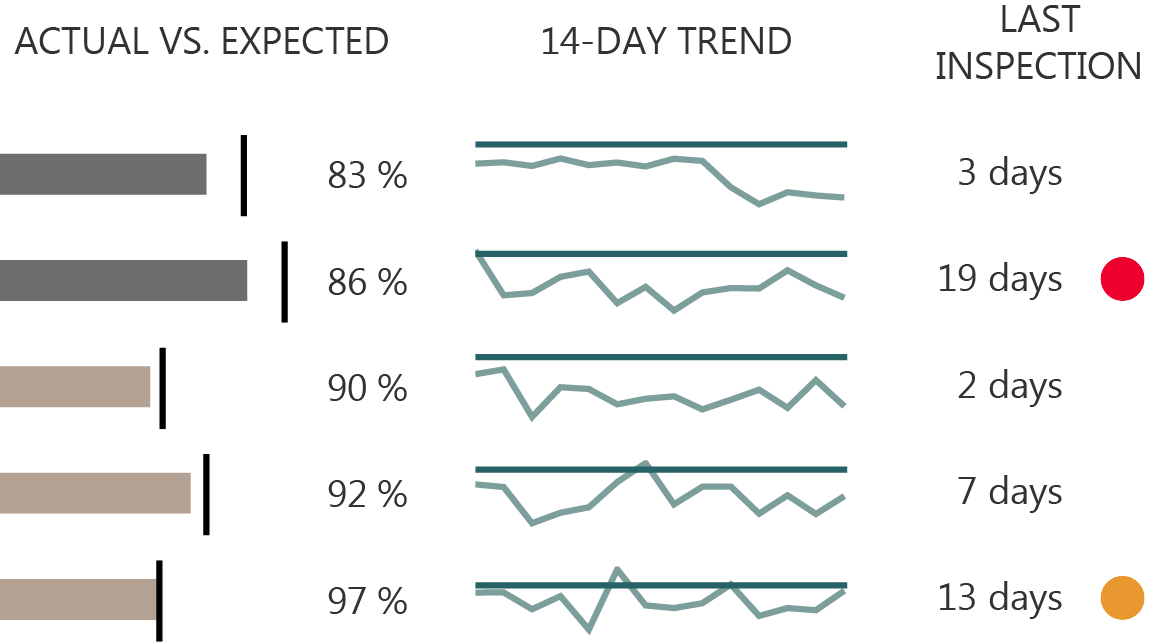 ACTUAL VS. EXPECTED
14-DAY TREND
LAST
INSPECTION
83 %
3 days
86 %
19 days
90 %
2 days
92 %
7 days
97 %
13 days